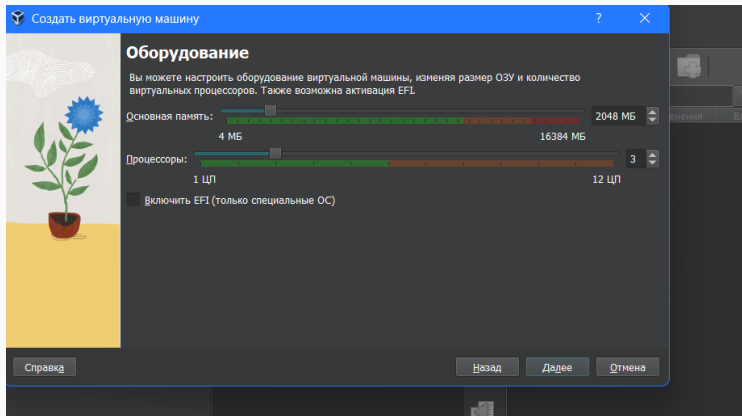 Создать виртуальную машину
?
Оборудование
Вы можете настроить оборудование виртуальной машины, изменяя размер ОЗУ и количество
виртуальных процессоров. Также возможна активация EFI.
Основная память:
2048 МБ
4 МБ
16384 МБ
Процессоры:
3
1 ЦП
12 ЦП
Включить EFI (только специальные ОС)
Справка
Назад
Далее
Отмена